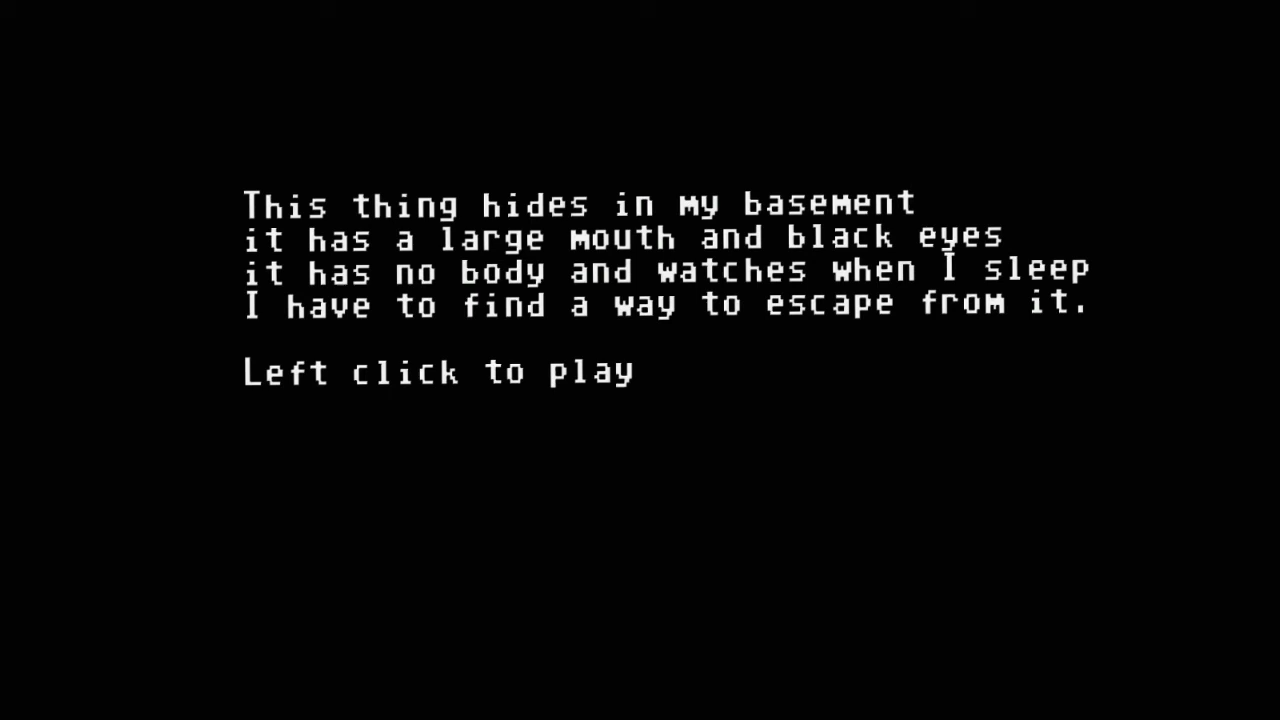 This thing hides in my basement
it has a large mouth and black eyes
it has no body and watches when I sleep
I have to find a way to escape from it.
Left click to play